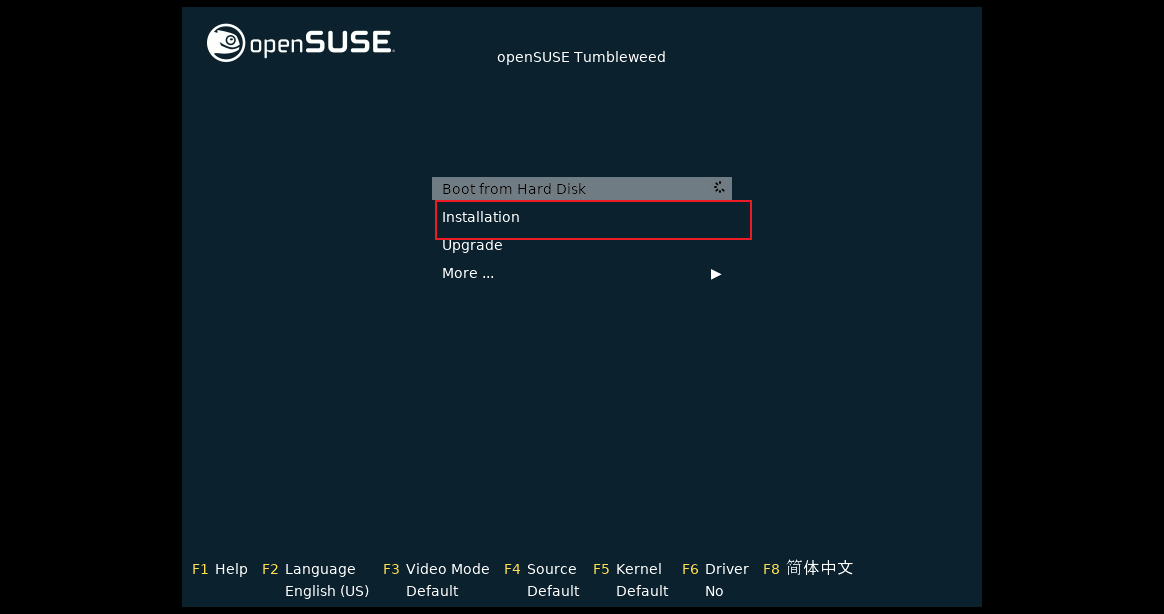 openSUSE
openSUSE Tumbleweed
Boot from Hard Disk
Installation
Upgrade
More ...
F1 Help F2 Language F3 Video Mode F4 Source F5 Kernel F6 Driver F8 简体中文
English (US) Default Default Default No